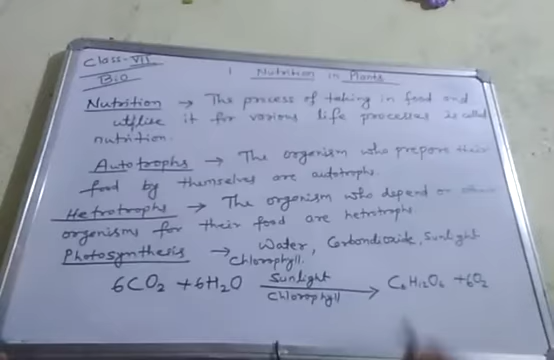 Class-VII
Bio
1 Nutrition in Plants
Nutrition → The process of taking in food and
utilise it for various life processes is called
nutrition.
Autotrophs → The organism who prepare their
food by themselves are autotrophs.
Hetrotrophs → The organism who depend on other
organisms for their food are hetrotrophs
Photosynthesis → Water, Carbondioxide, Sunlight
Chlorophyll.
6CO2 + 6H2O Sunlight Chlorophyll → C6H12O6 + 6O2